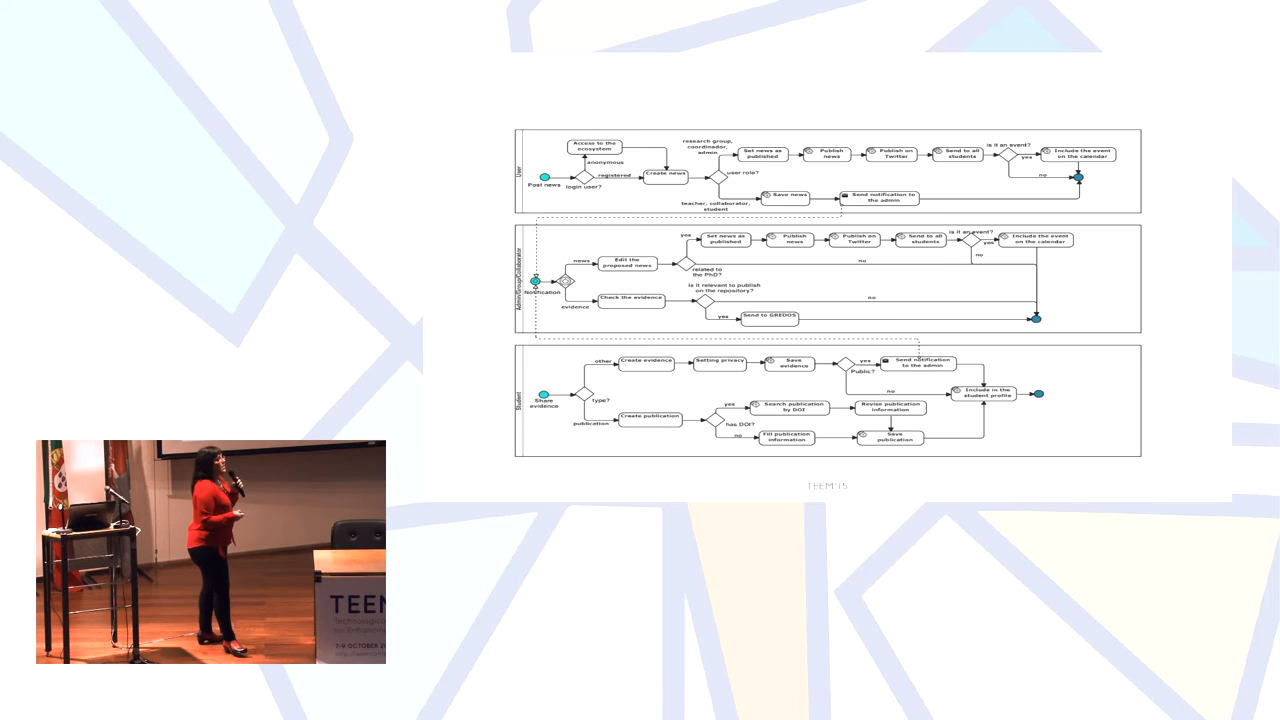 User
Post news
login user?
anonymous
registered
Access to the
ecosystem
Create news
research group,
coordinador,
admin
user role?
teacher, collaborator,
student
Set news as
published
Publish
news
Publish on
Twitter
Send to all
students
is it an event?
yes
no
Include the event
on the calendar
Save news
Send notification to
the admin
Admin/Group/Collaborator
Notification
news
evidence
Edit the
proposed news
yes
related to
the PhD?
no
Set news as
published
Publish
news
Publish on
Twitter
Send to all
students
is it an event?
yes
no
Include the event
on the calendar
Check the evidence
is it relevant to publish
on the repository?
no
yes
Send to GREDOS
Student
Share
evidence
type?
other
publication
Create evidence
Setting privacy
Save
evidence
Public?
yes
no
Send notification
to the admin
Include in the
student profile
Create publication
has DOI?
yes
no
Search publication
by DOI
Revise publication
information
Fill publication
information
Save
publication
TEEM'15
TEEM
7-9 OCTOBER